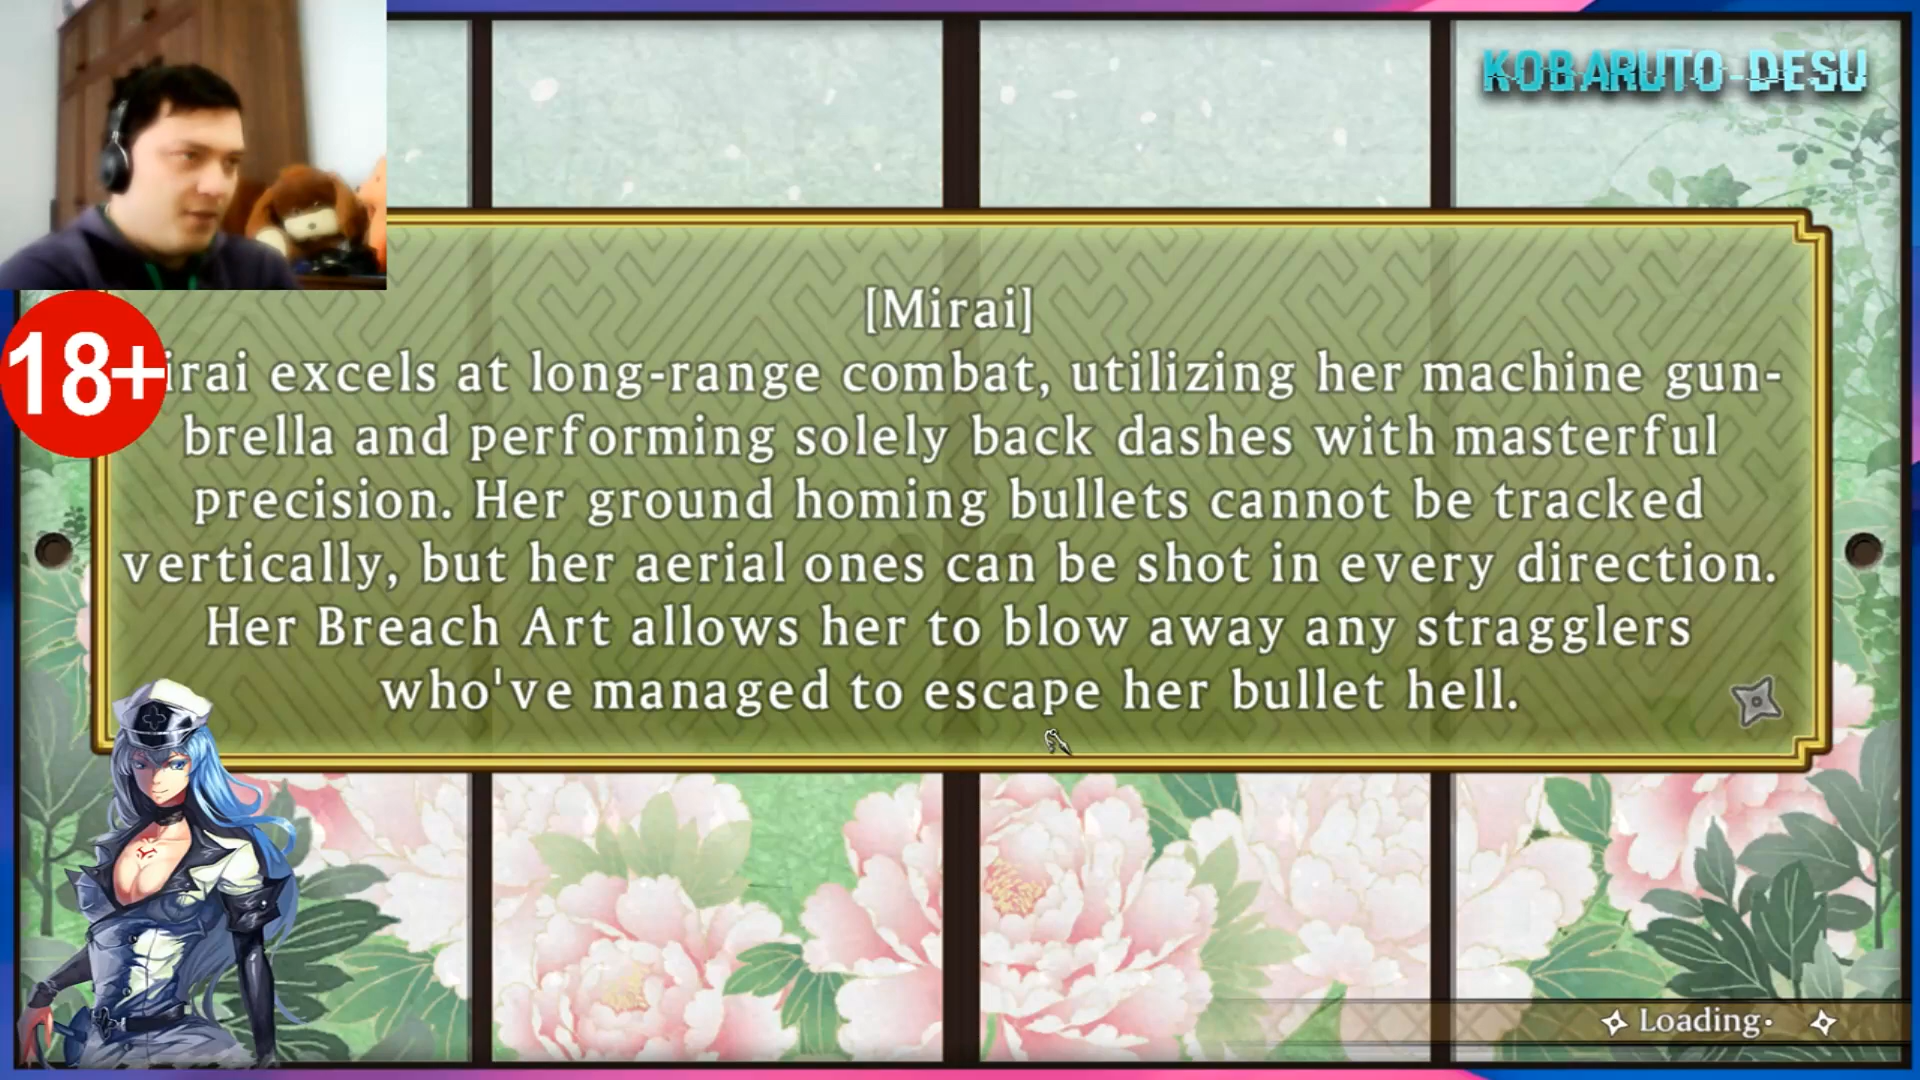 KOBARUTO-DESU
[Mirai]
18+
irai excels at long-range combat, utilizing her machine gun-
brella and performing solely back dashes with masterful
precision. Her ground homing bullets cannot be tracked
vertically, but her aerial ones can be shot in every direction.
Her Breach Art allows her to blow away any stragglers
who've managed to escape her bullet hell.
Loading·